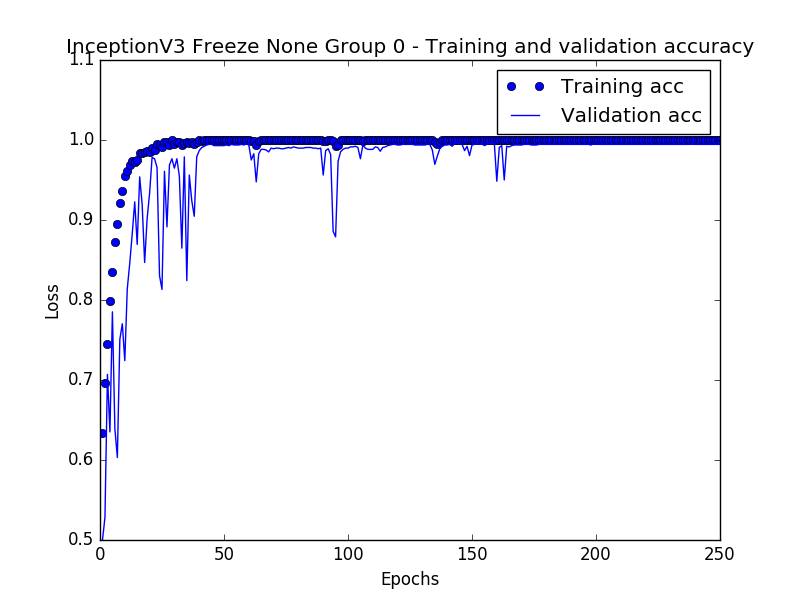 InceptionV3 Freeze None Group 0 - Training and validation accuracy
1.1
1.0
0.9
0.8
0.7
0.6
0.5
Loss
Training acc
Validation acc
0 50 100 150 200 250
Epochs